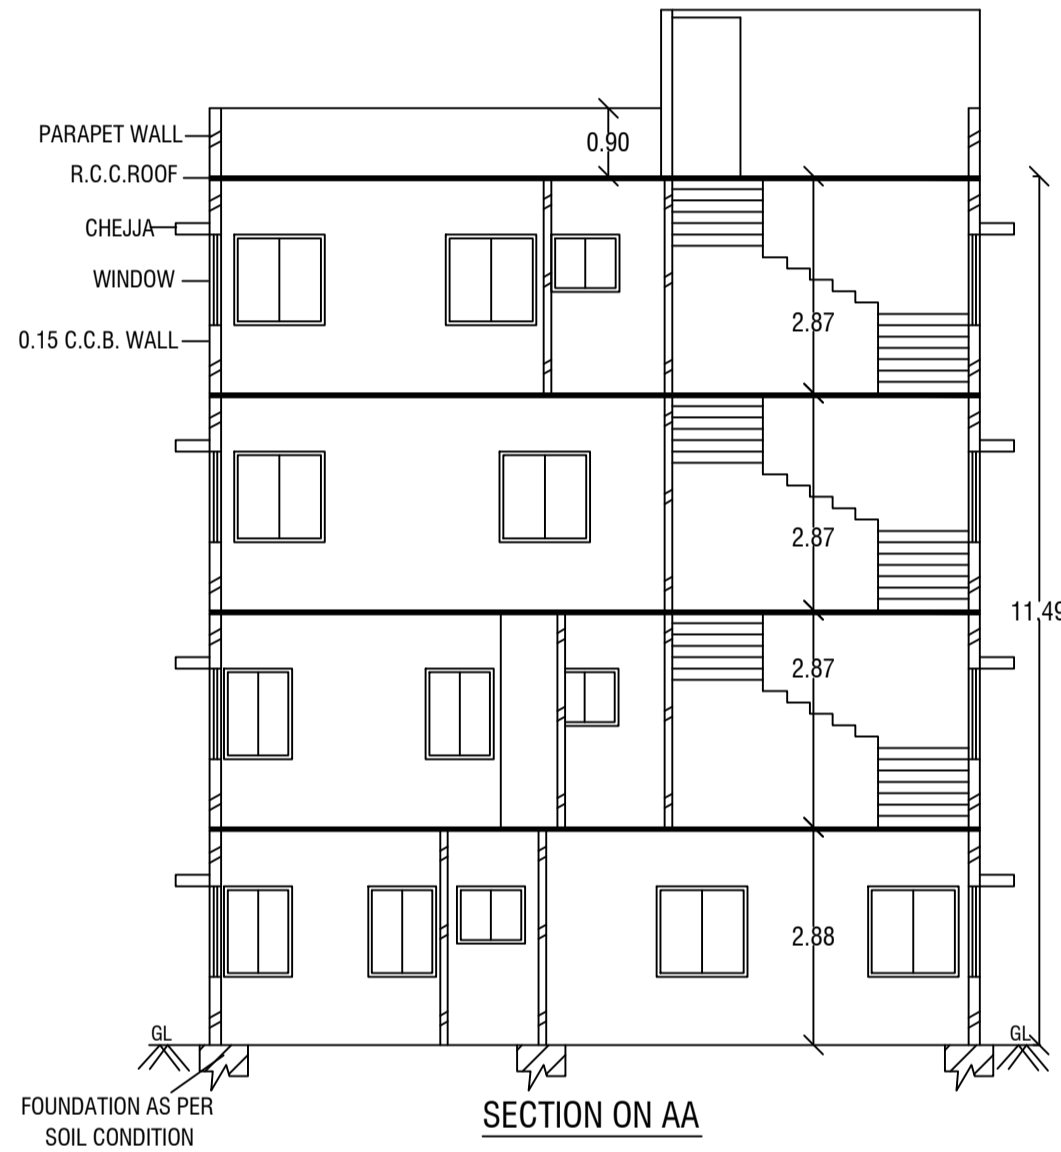 PARAPET WALL
0.90
R.C.C.ROOF
CHEJJA
WINDOW
2.87
0.15 C.C.B. WALL
2.87
11.49
2.87
2.88
GL
GL
FOUNDATION AS PER
SOIL CONDITION
SECTION ON AA